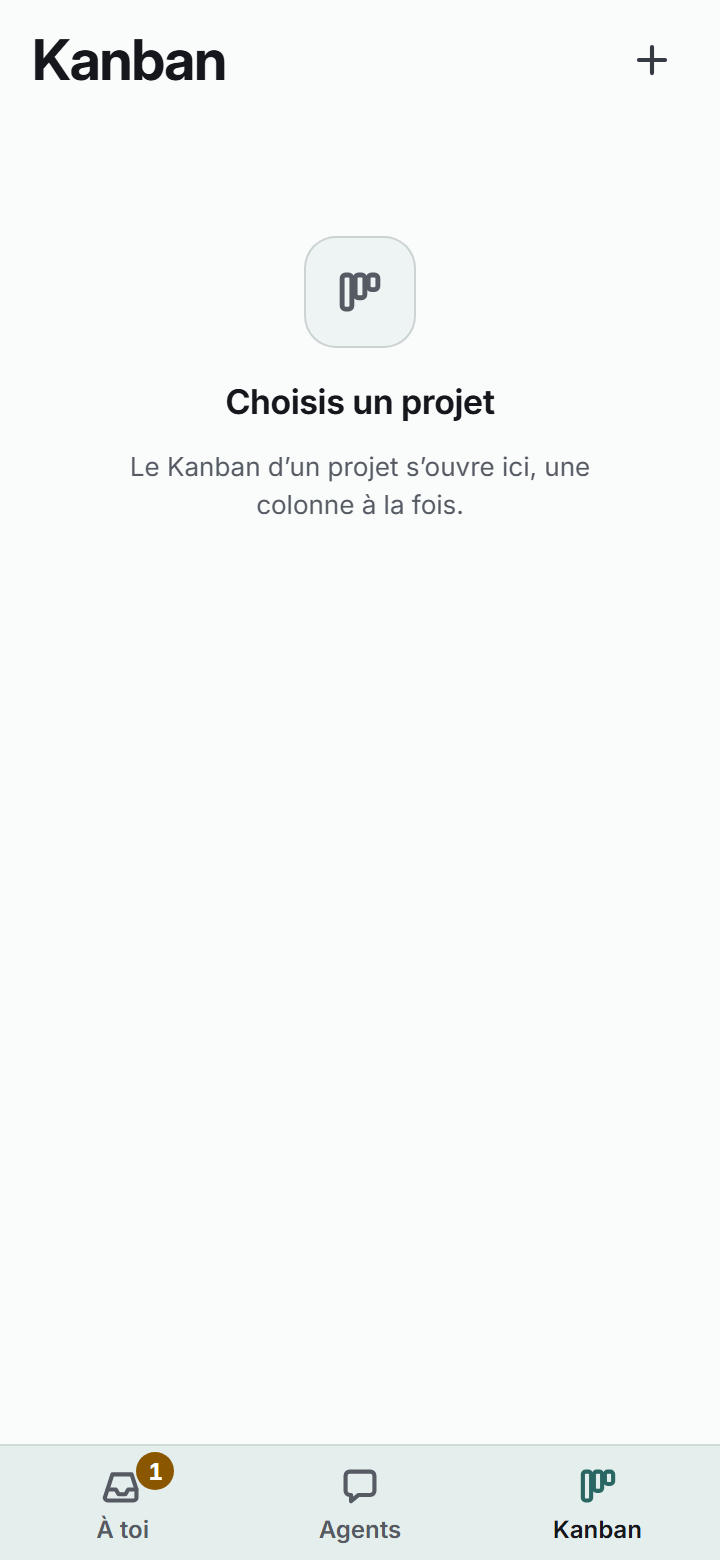 Kanban
Choisis un projet
Le Kanban d’un projet s’ouvre ici, une
colonne à la fois.
1
À toi
Agents
Kanban